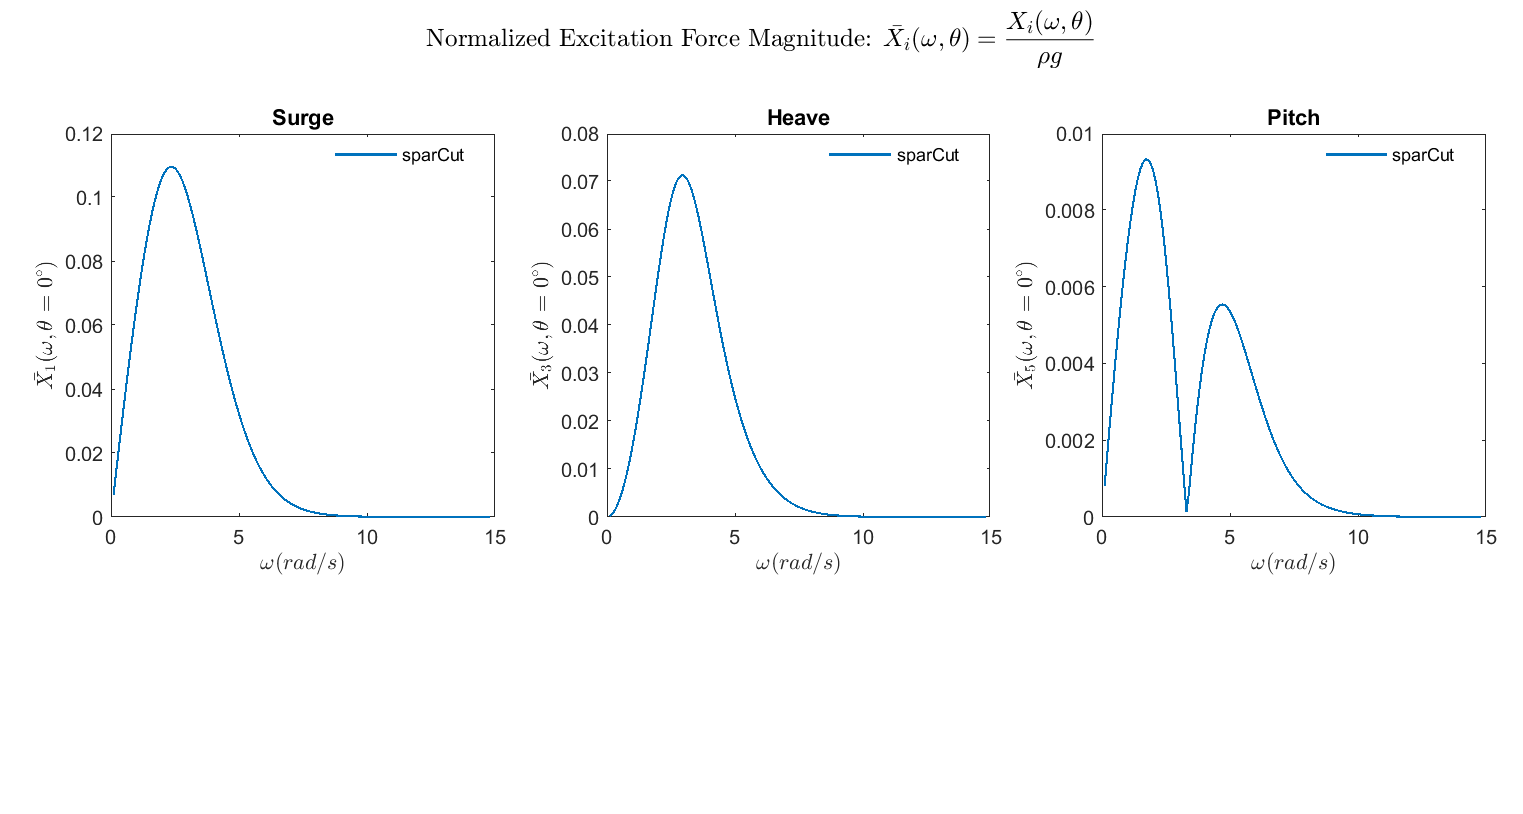 Normalized Excitation Force Magnitude: X̄ᵢ(ω, θ) = Xᵢ(ω, θ) / ρg
Surge
sparCut
0.12
0.1
0.08
0.06
0.04
0.02
0
X̄₁(ω, θ = 0°)
0 5 10 15
ω(rad/s)
Heave
sparCut
0.08
0.07
0.06
0.05
0.04
0.03
0.02
0.01
0
X̄₃(ω, θ = 0°)
0 5 10 15
ω(rad/s)
Pitch
sparCut
0.01
0.008
0.006
0.004
0.002
0
X̄₅(ω, θ = 0°)
0 5 10 15
ω(rad/s)